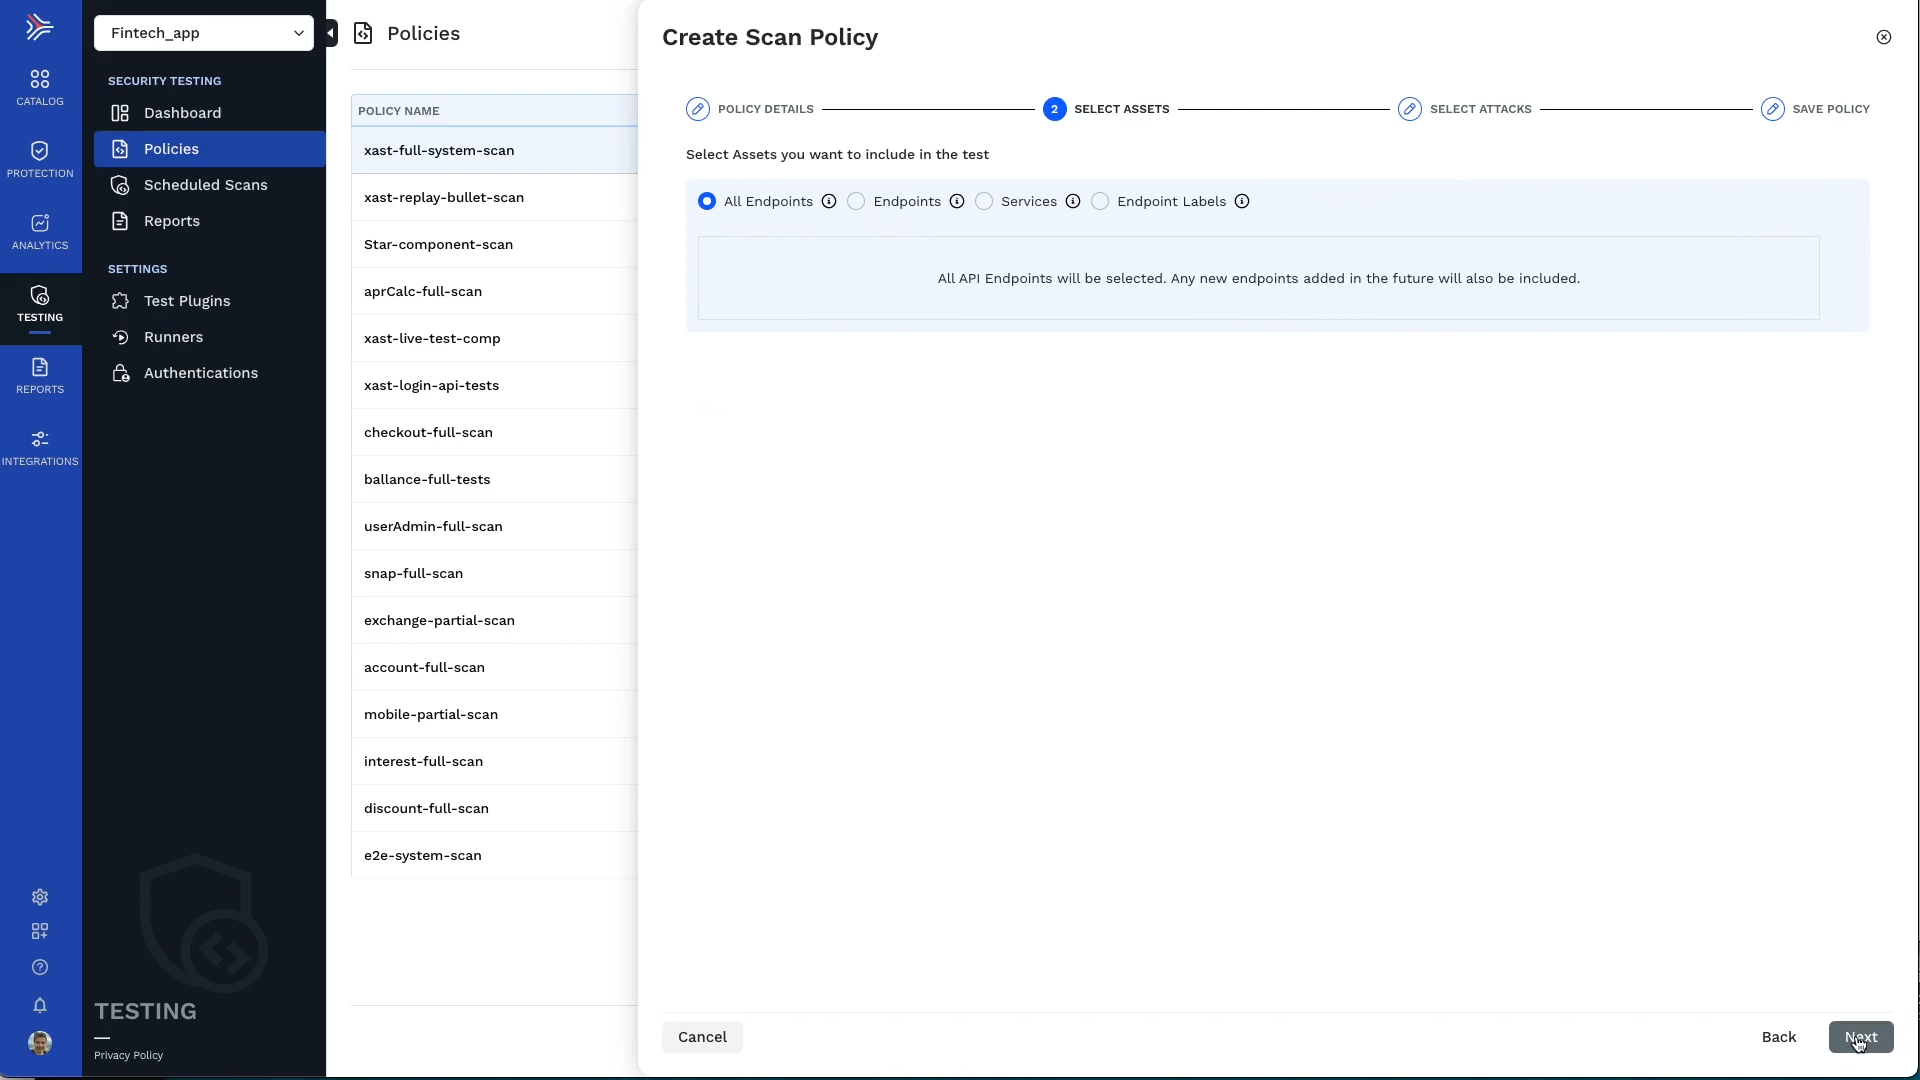 CATALOG
PROTECTION
ANALYTICS
TESTING
REPORTS
INTEGRATIONS
Fintech_app
SECURITY TESTING
Dashboard
Policies
Scheduled Scans
Reports
SETTINGS
Test Plugins
Runners
Authentications
TESTING
Privacy Policy
Policies
POLICY NAME
xast-full-system-scan
xast-replay-bullet-scan
Star-component-scan
aprCalc-full-scan
xast-live-test-comp
xast-login-api-tests
checkout-full-scan
ballance-full-tests
userAdmin-full-scan
snap-full-scan
exchange-partial-scan
account-full-scan
mobile-partial-scan
interest-full-scan
discount-full-scan
e2e-system-scan
Create Scan Policy
POLICY DETAILS
2 SELECT ASSETS
SELECT ATTACKS
SAVE POLICY
Select Assets you want to include in the test
All Endpoints
Endpoints
Services
Endpoint Labels
All API Endpoints will be selected. Any new endpoints added in the future will also be included.
Cancel
Back
Next